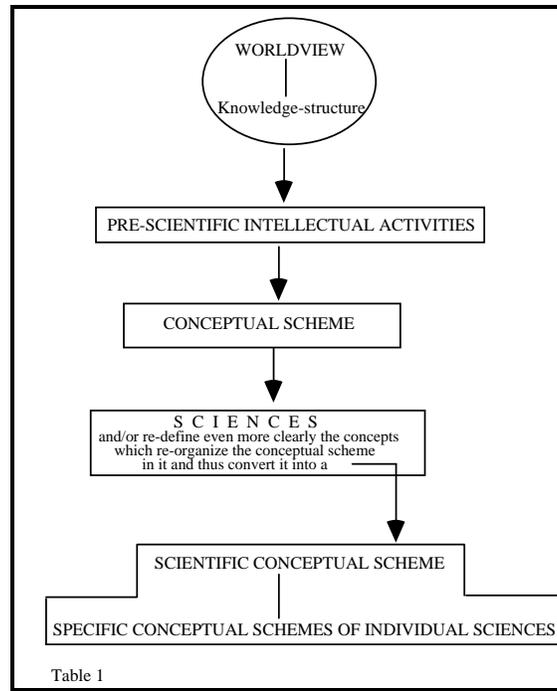 WORLDVIEW
Knowledge-structure
PRE-SCIENTIFIC INTELLECTUAL ACTIVITIES
CONCEPTUAL SCHEME
S C I E N C E S
and/or re-define even more clearly the concepts
which re-organize the conceptual scheme
in it and thus convert it into a
SCIENTIFIC CONCEPTUAL SCHEME
SPECIFIC CONCEPTUAL SCHEMES OF INDIVIDUAL SCIENCES
Table 1